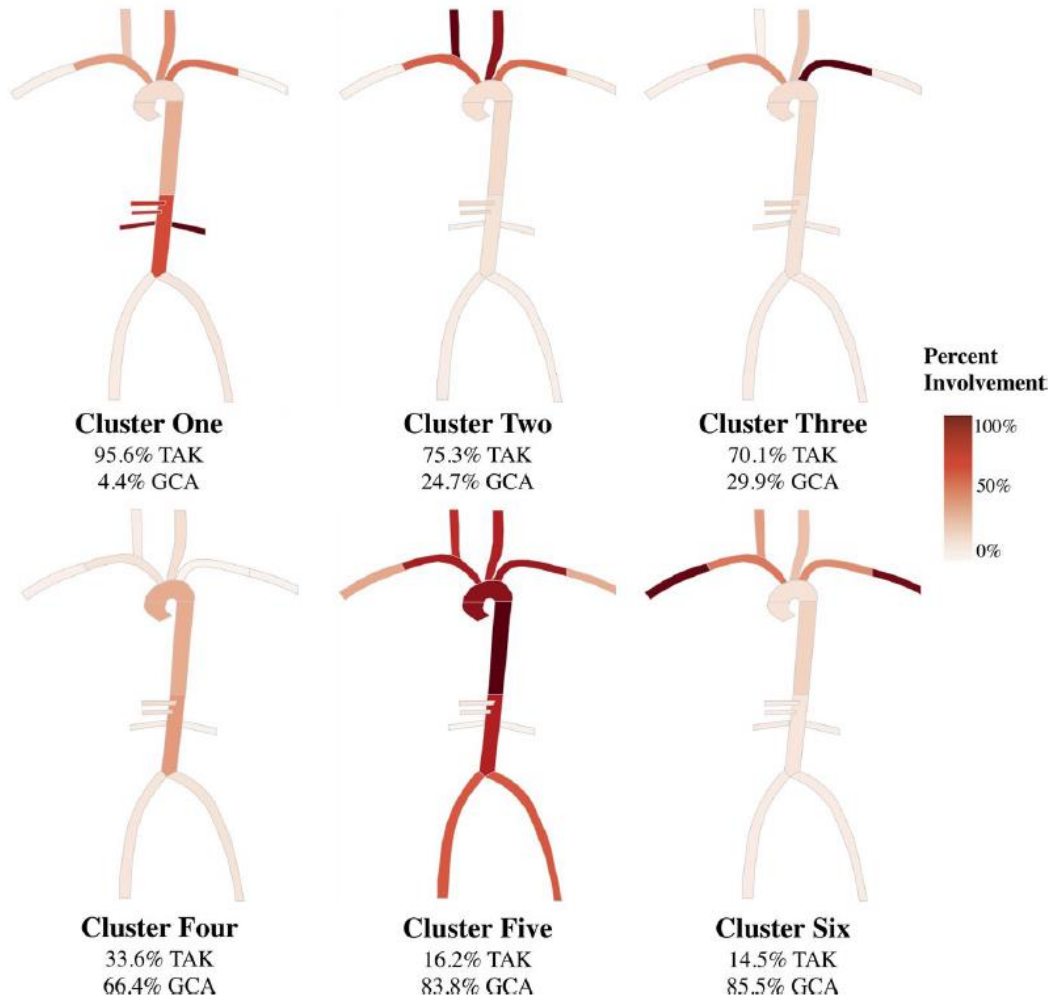 Cluster One
95.6% TAK
4.4% GCA
Cluster Two
75.3% TAK
24.7% GCA
Cluster Three
70.1% TAK
29.9% GCA
Percent
Involvement
100%
50%
0%
Cluster Four
33.6% TAK
66.4% GCA
Cluster Five
16.2% TAK
83.8% GCA
Cluster Six
14.5% TAK
85.5% GCA